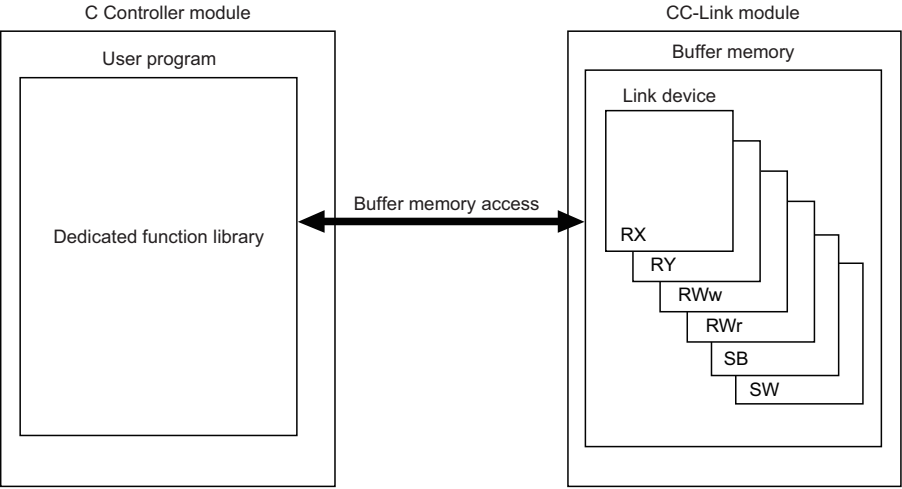 C Controller module
CC-Link module
User program
Buffer memory
Link device
Buffer memory access
Dedicated function library
RX
RY
RWw
RWr
SB
SW